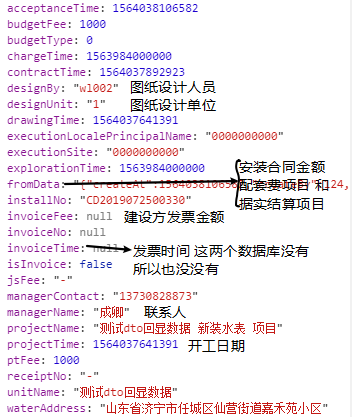 acceptanceTime: 1564038106582
budgetFee: 1000
budgetType: 0
chargeTime: 1563984000000
contractTime: 1564037892923
designBy: "wl002" 图纸设计人员
designUnit: "1" 图纸设计单位
drawingTime: 1564037641391
executionLocalePrincipalName: "0000000000"
executionSite: "0000000000"
explorationTime: 1563984000000 安装合同金额
fromData: "{"createAt":1564038106582 配套费项目 和 24,
installNo: "CD2019072500330" 据实结算项目
invoiceFee: null 建设方发票金额
invoiceNo: null
invoiceTime: null 发票时间 这两个数据库没有
isInvoice: false 所以也没没有
jsFee: "-"
managerContact: "13730828873"
managerName: "成卿" 联系人
projectName: "测试dto回显数据 新装水表 项目"
projectTime: 1564037641391 开工日期
ptFee: 1000
receiptNo: "-"
unitName: "测试dto回显数据"
waterAddress: "山东省济宁市任城区仙营街道嘉禾苑小区"